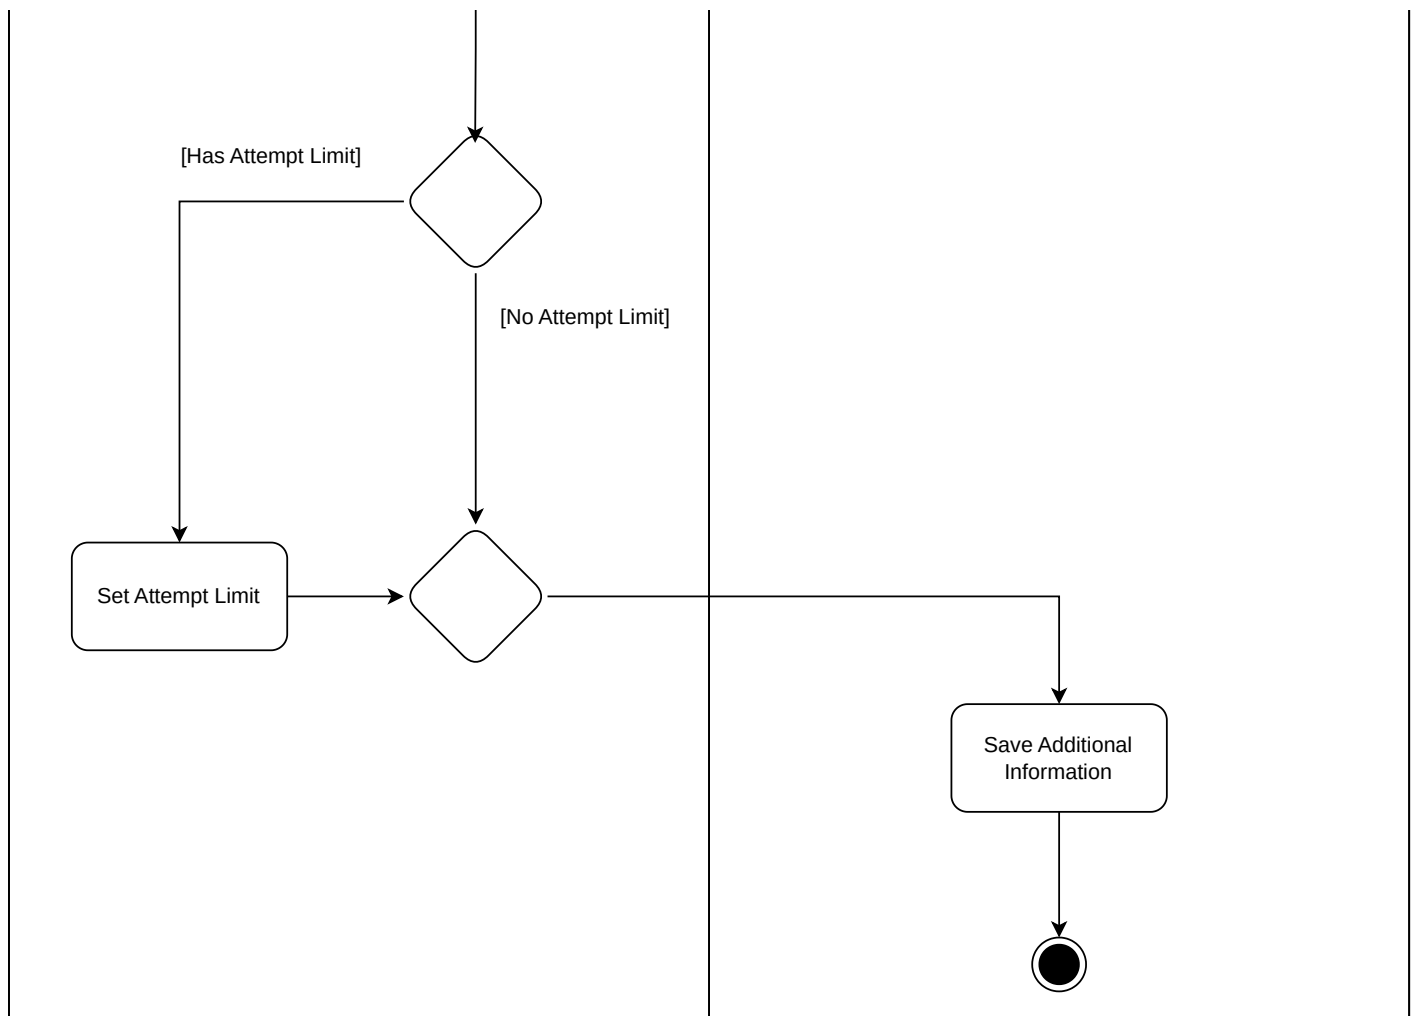 [Has Attempt Limit]
[No Attempt Limit]
Set Attempt Limit
Save Additional
Information